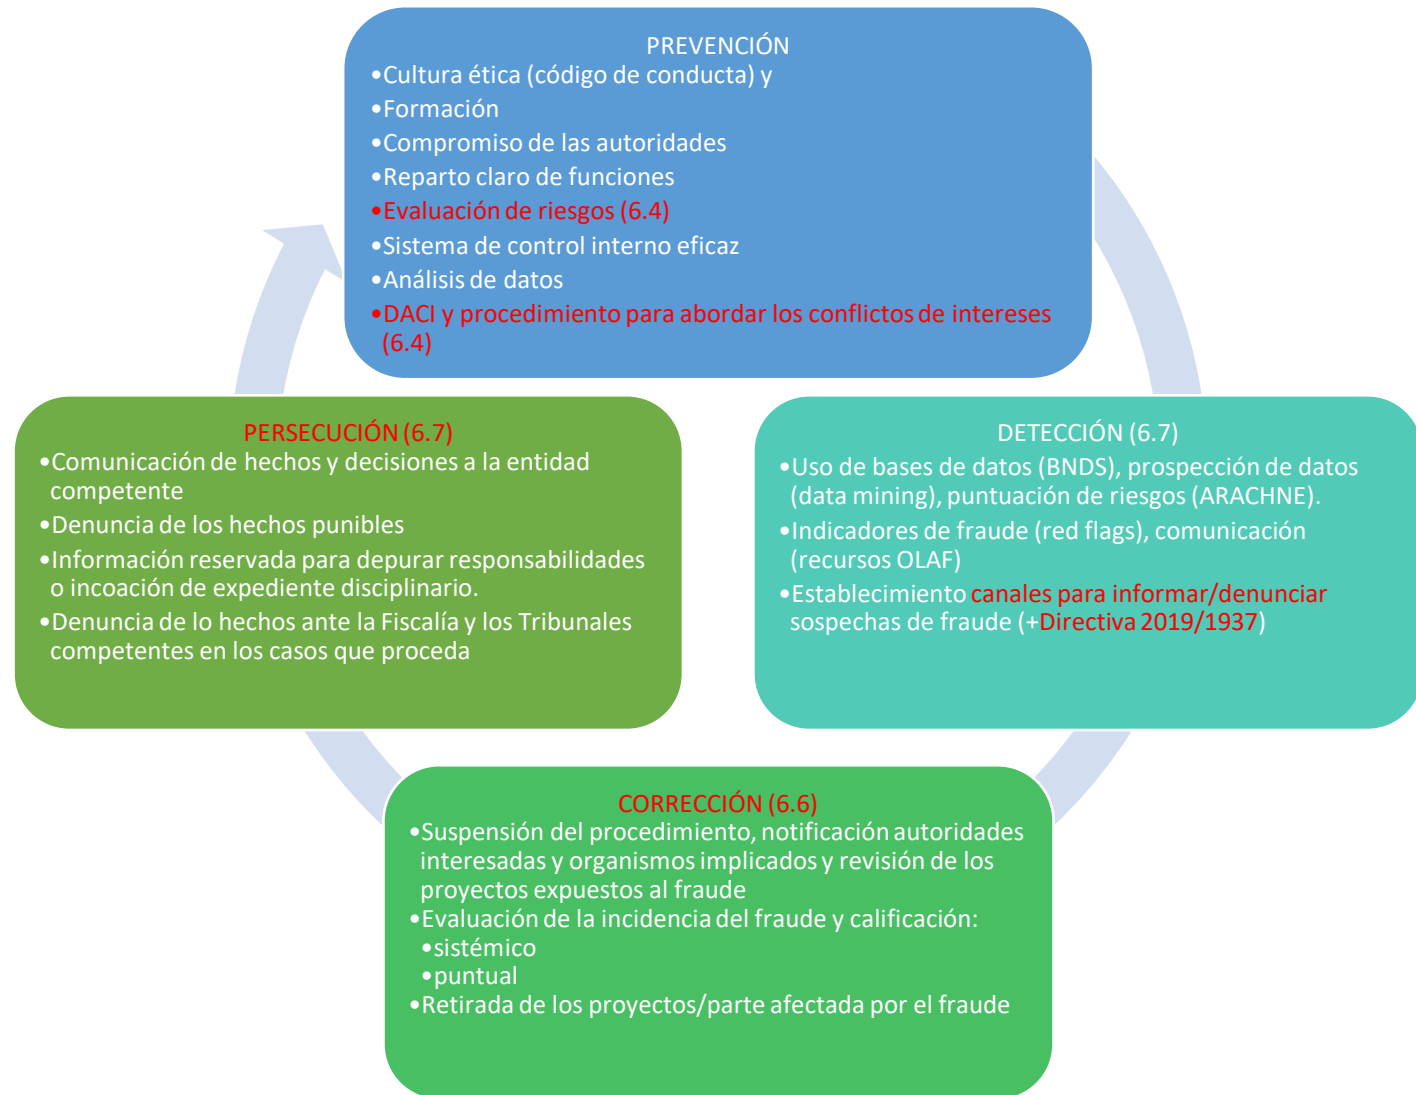 PREVENCIÓN
•Cultura ética (código de conducta) y
•Formación
•Compromiso de las autoridades
•Reparto claro de funciones
•Evaluación de riesgos (6.4)
•Sistema de control interno eficaz
•Análisis de datos
•DACI y procedimiento para abordar los conflictos de intereses
(6.4)
DETECCIÓN (6.7)
•Uso de bases de datos (BNDS), prospección de datos
(data mining), puntuación de riesgos (ARACHNE).
•Indicadores de fraude (red flags), comunicación
(recursos OLAF)
•Establecimiento canales para informar/denunciar
sospechas de fraude (+Directiva 2019/1937)
CORRECCIÓN (6.6)
•Suspensión del procedimiento, notificación autoridades
interesadas y organismos implicados y revisión de los
proyectos expuestos al fraude
•Evaluación de la incidencia del fraude y calificación:
•sistémico
•puntual
•Retirada de los proyectos/parte afectada por el fraude
PERSECUCIÓN (6.7)
•Comunicación de hechos y decisiones a la entidad
competente
•Denuncia de los hechos punibles
•Información reservada para depurar responsabilidades
o incoación de expediente disciplinario.
•Denuncia de lo hechos ante la Fiscalía y los Tribunales
competentes en los casos que proceda